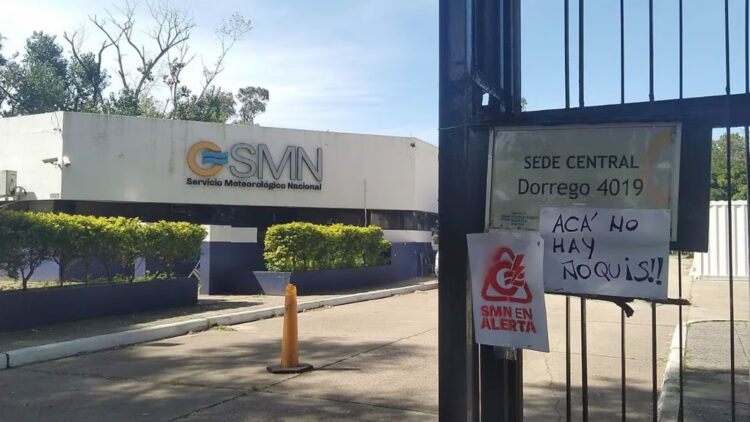 SMN
Servicio Meteorológico Nacional
SEDE CENTRAL
Dorrego 4019
ACÁ NO
HAY
ÑOQUIS!!
SMN EN
ALERTA